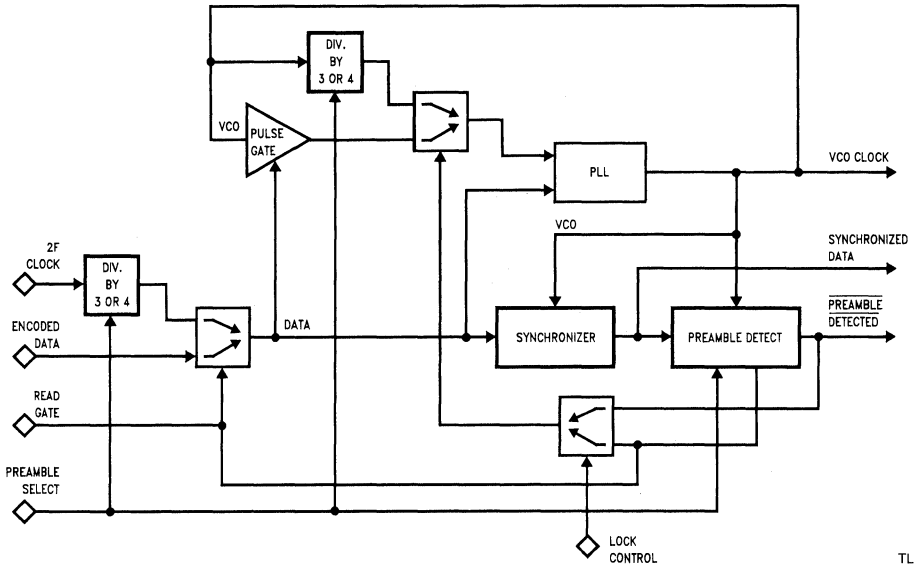 DIV.
BY
3 OR 4
VCO
PULSE
GATE
PLL
VCO CLOCK
VCO
2F
CLOCK
DIV.
BY
3 OR 4
SYNCHRONIZED
DATA
ENCODED
DATA
DATA
SYNCHRONIZER
PREAMBLE DETECT
PREAMBLE
DETECTED
READ
GATE
PREAMBLE
SELECT
LOCK
CONTROL
TL